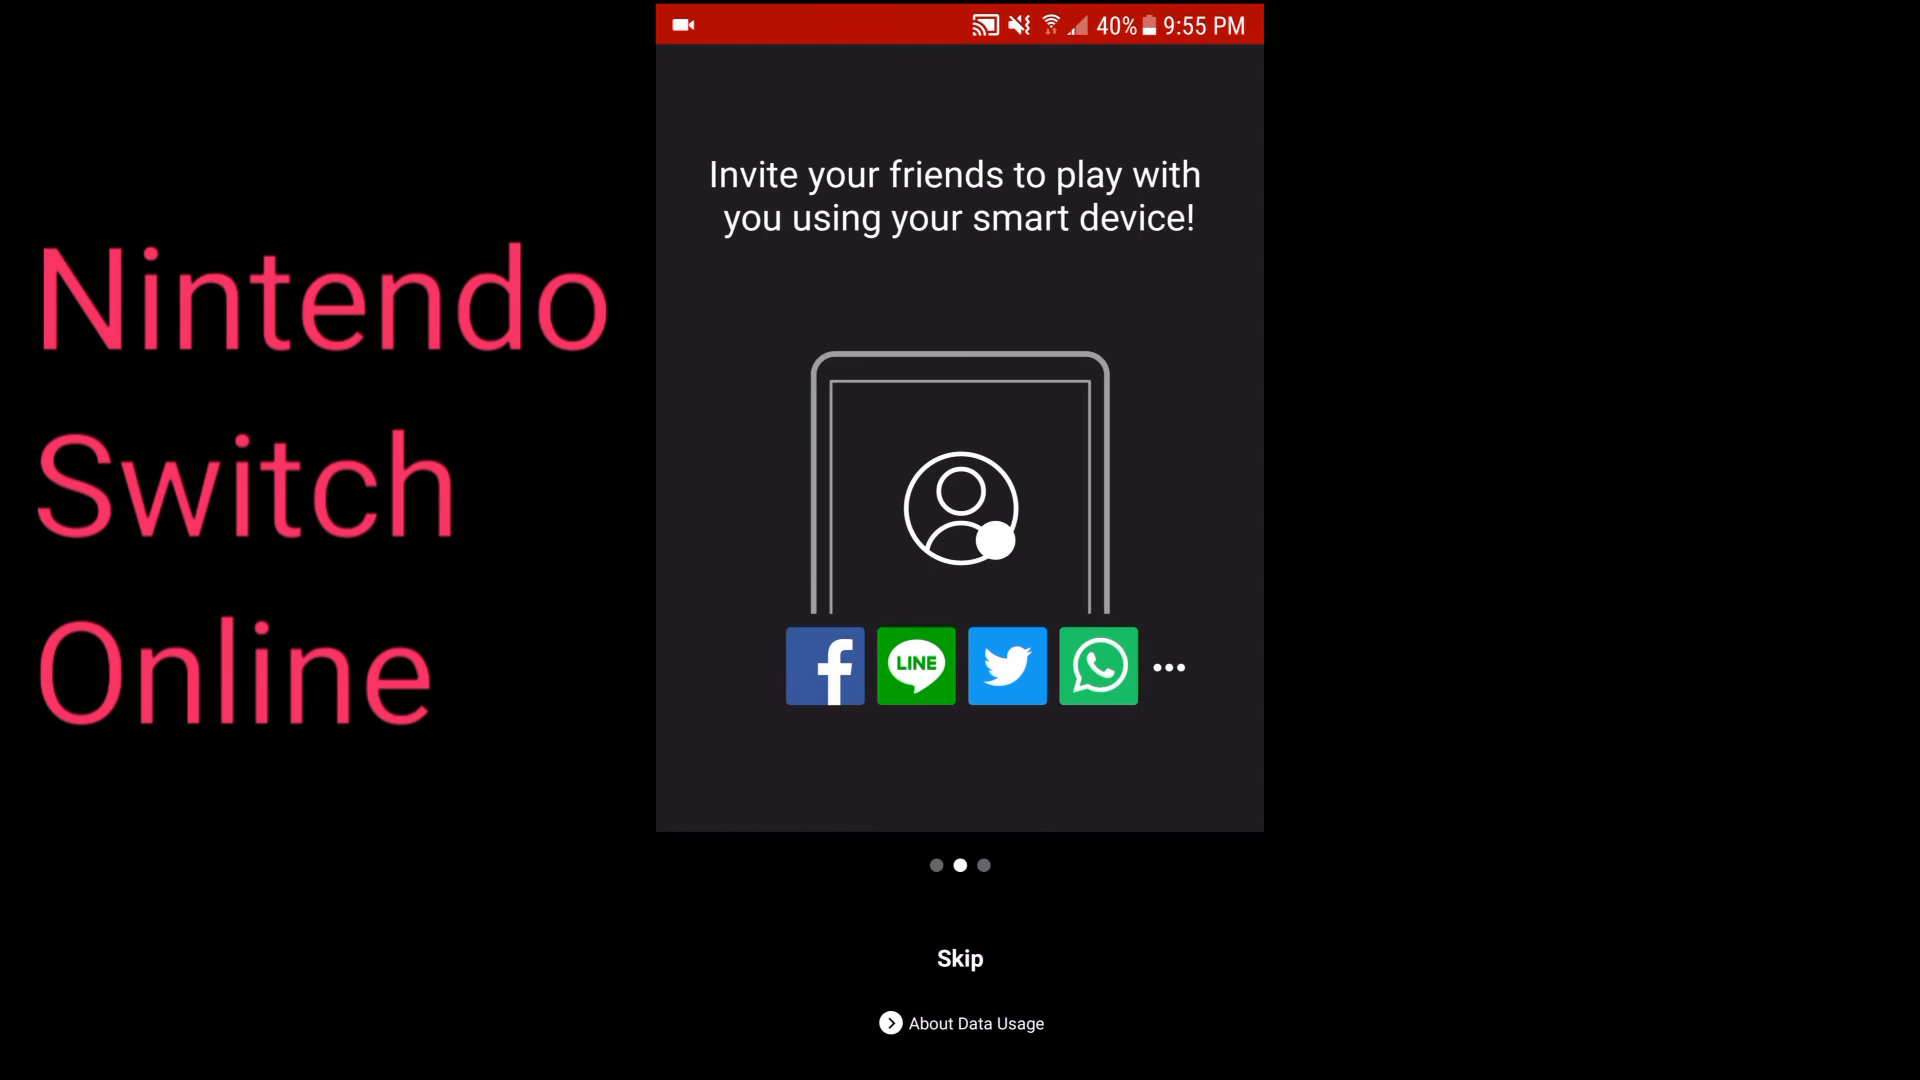 40% 9:55 PM
Invite your friends to play with
you using your smart device!
Nintendo
Switch
Online
LINE
Skip
About Data Usage